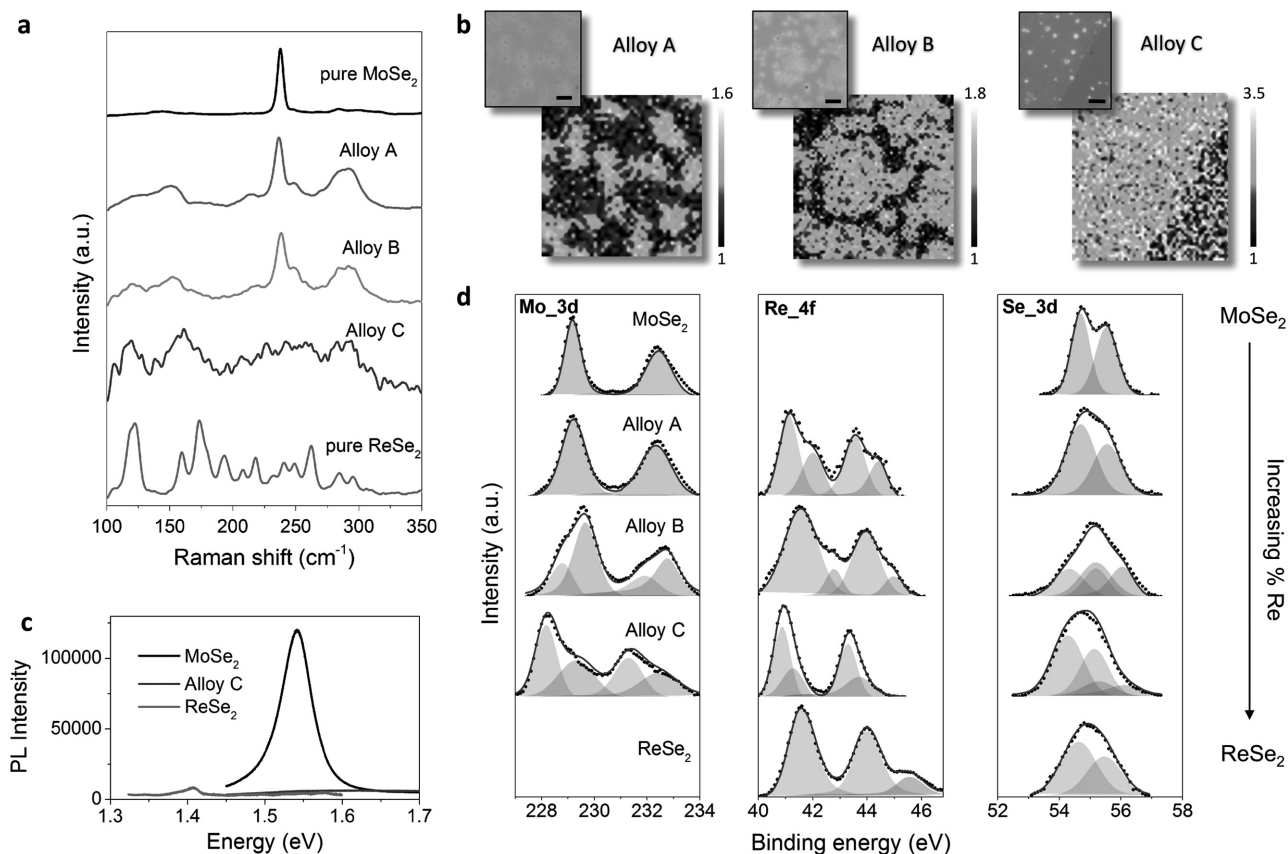 a
pure MoSe₂
Alloy A
Alloy B
Alloy C
pure ReSe₂
Intensity (a.u.)
100 150 200 250 300 350
Raman shift (cm⁻¹)
b
Alloy A
1.6
1
Alloy B
1.8
1
Alloy C
3.5
1
c
MoSe₂
Alloy C
ReSe₂
PL Intensity
100000
50000
0
1.3 1.4 1.5 1.6 1.7
Energy (eV)
d
Mo_3d
MoSe₂
Alloy A
Alloy B
Alloy C
ReSe₂
Intensity (a.u.)
228 230 232 234
Re_4f
40 42 44 46
Se_3d
52 54 56 58
Binding energy (eV)
MoSe₂
Increasing % Re
ReSe₂